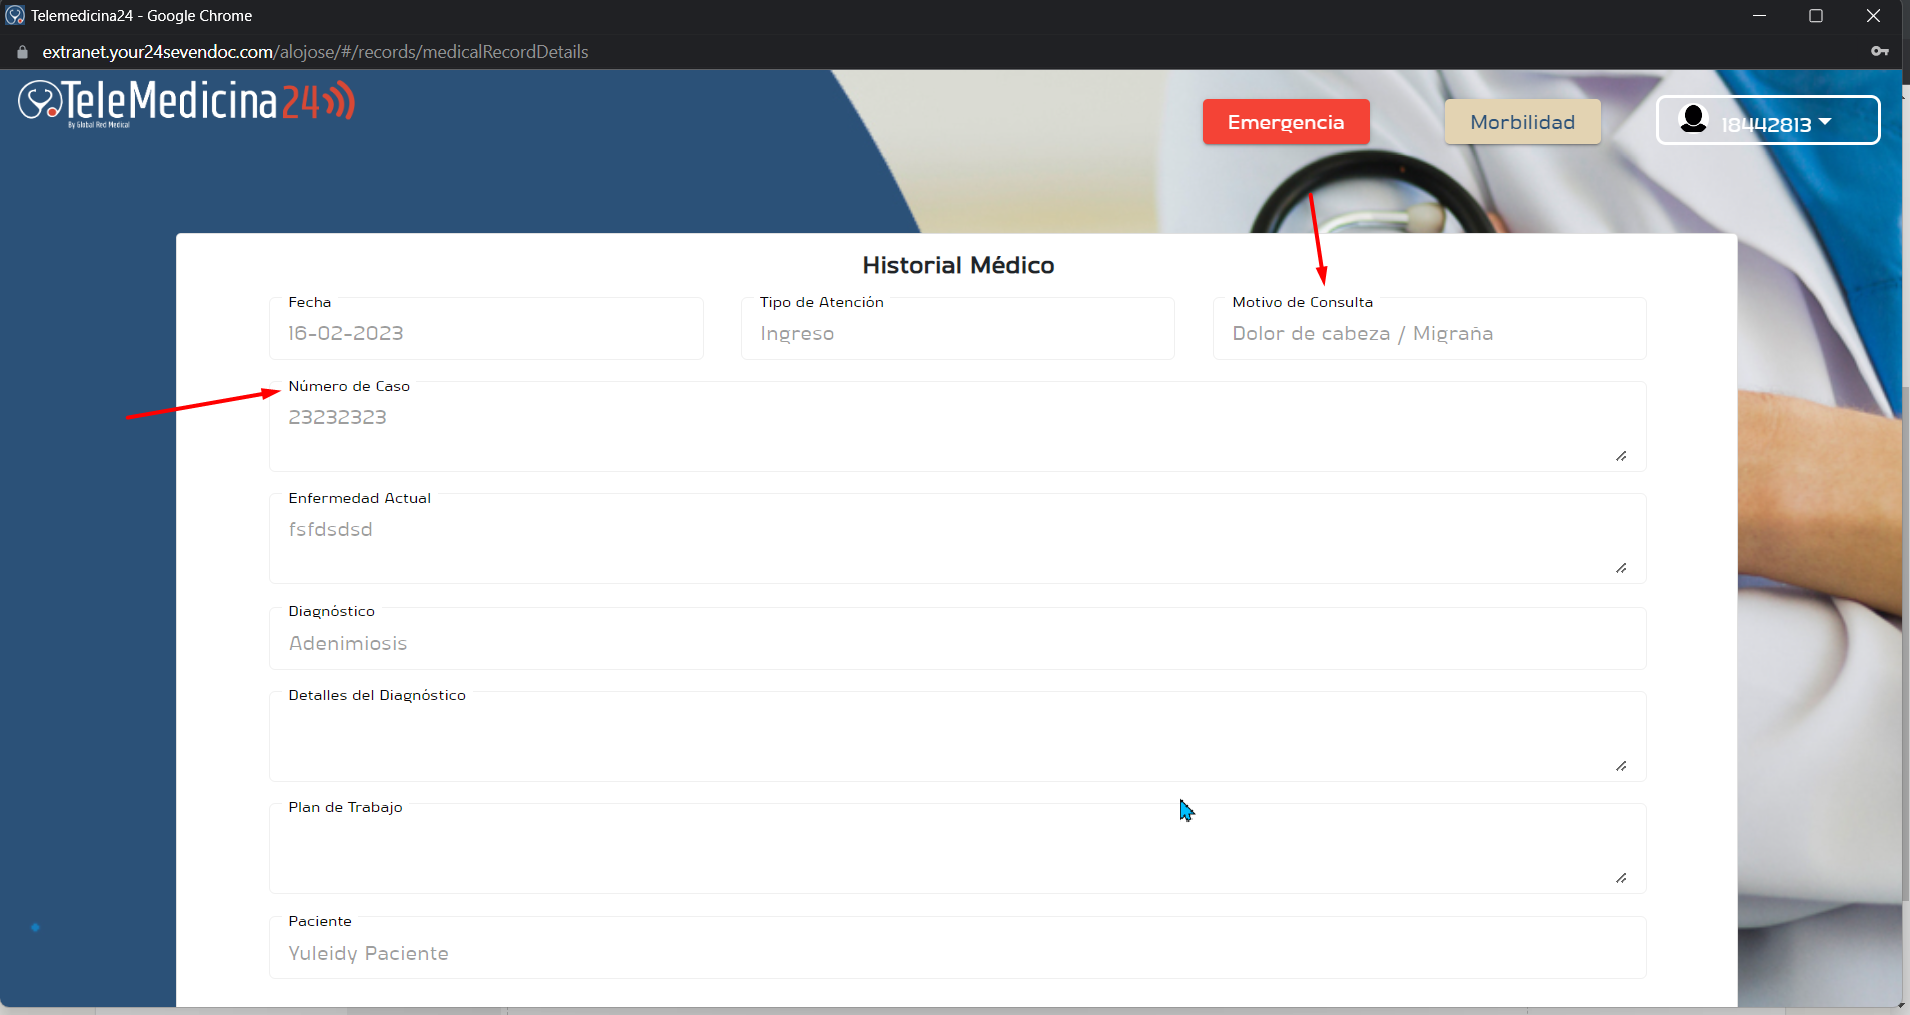 Telemedicina24 - Google Chrome
extranet.your24sevendoc.com/alojose/#/records/medicalRecordDetails
TeleMedicina24
By Global Red Medical
Emergencia
Morbilidad
18442813
Historial Médico
Fecha
16-02-2023
Tipo de Atención
Ingreso
Motivo de Consulta
Dolor de cabeza / Migraña
Número de Caso
23232323
Enfermedad Actual
fsfdsdsd
Diagnóstico
Adenimiosis
Detalles del Diagnóstico
Plan de Trabajo
Paciente
Yuleidy Paciente